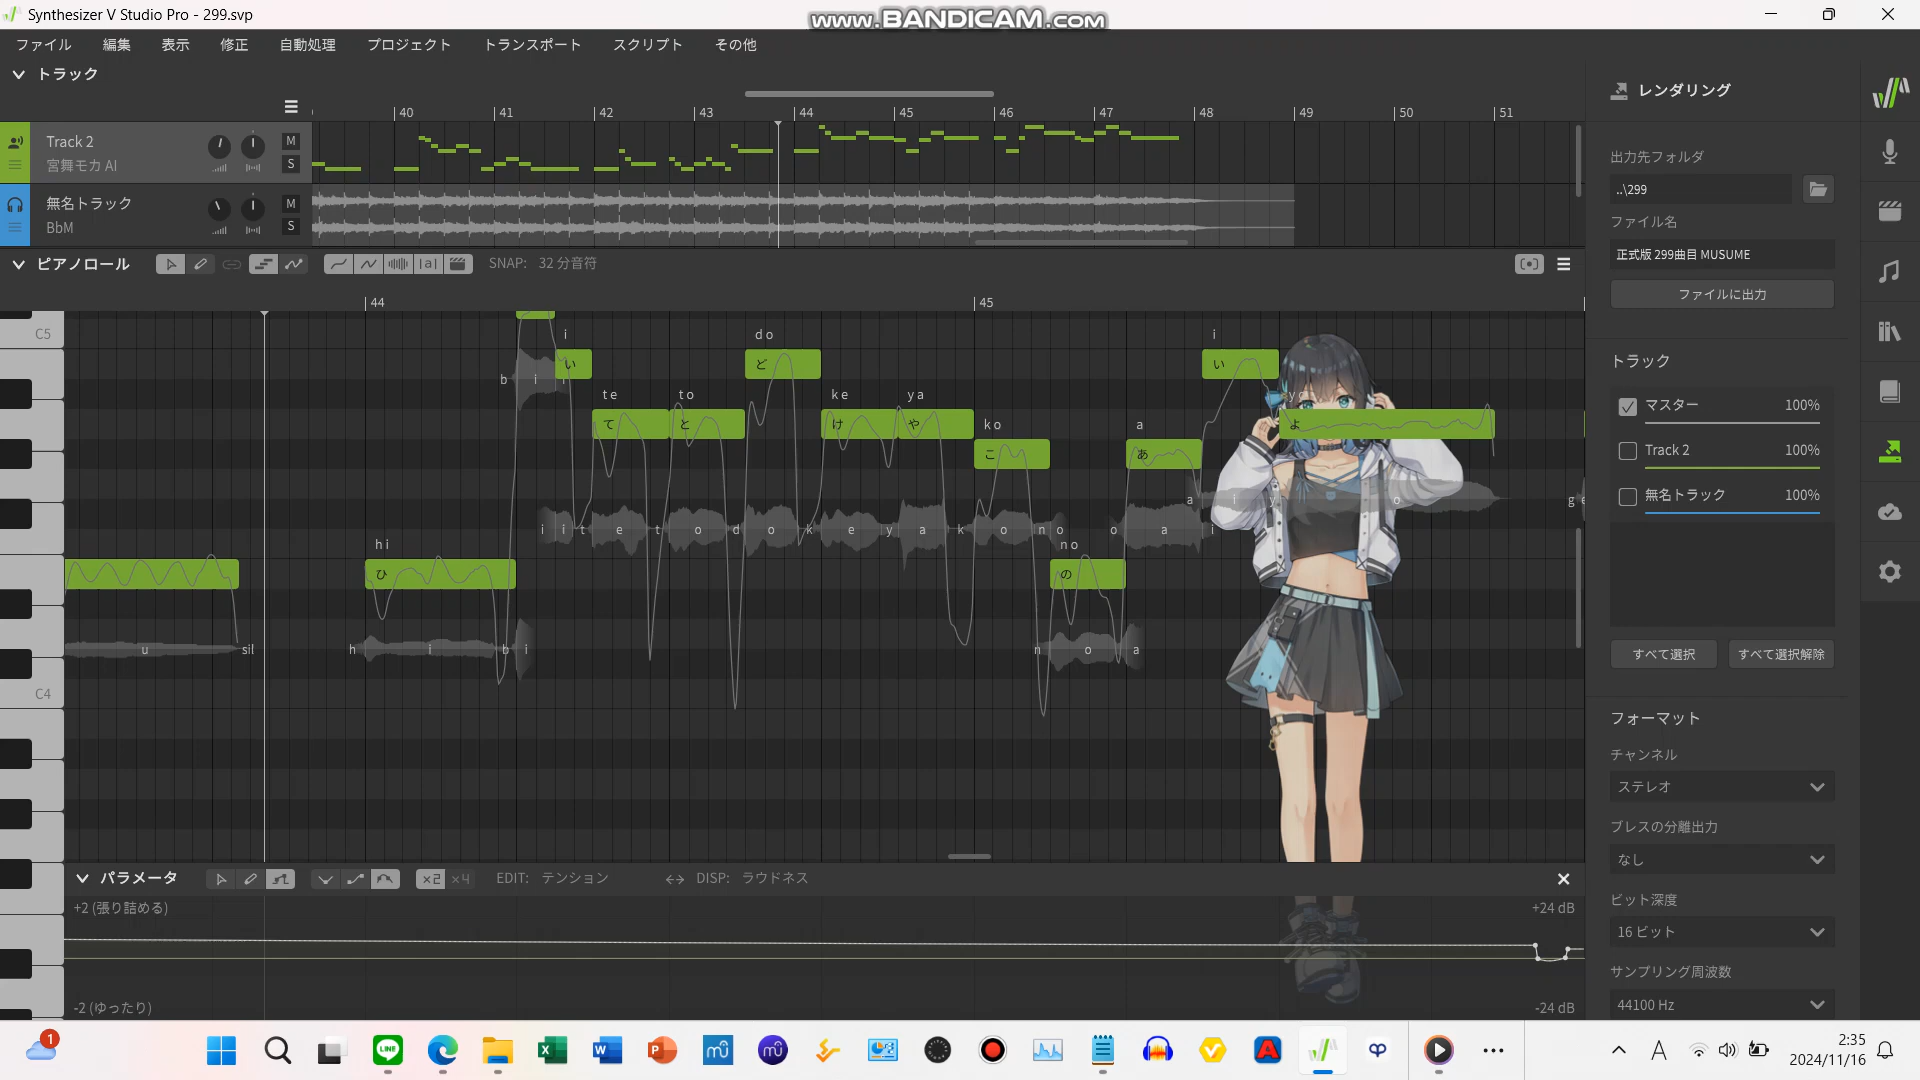 Synthesizer V Studio Pro - 299.svp
www.BANDICAM.com
ファイル 編集 表示 修正 自動処理 プロジェクト トランスポート スクリプト その他
トラック
40 41 42 43 44 45 46 47 48 49 50 51
Track 2 M
宮舞モカ AI S
無名トラック M
BbM S
ピアノロール SNAP: 32 分音符
44 45
C5
i do i
い ど い
b i i
te to ke ya yo
て と け や よ
ko a
こ あ
a i y o g e
i i t e t o d o k e y a k o n o o a i
hi no
ひ の
u sil h i b i n o a
C4
パラメータ ×2 ×4 EDIT: テンション DISP: ラウドネス
+2 (張り詰める) +24 dB
-2 (ゆったり) -24 dB
レンダリング
出力先フォルダ
..\299
ファイル名
正式版 299曲目 MUSUME
ファイルに出力
トラック
マスター 100%
Track 2 100%
無名トラック 100%
すべて選択 すべて選択解除
フォーマット
チャンネル
ステレオ
ブレスの分離出力
なし
ビット深度
16 ビット
サンプリング周波数
44100 Hz
1
LINE
A
2:35
2024/11/16